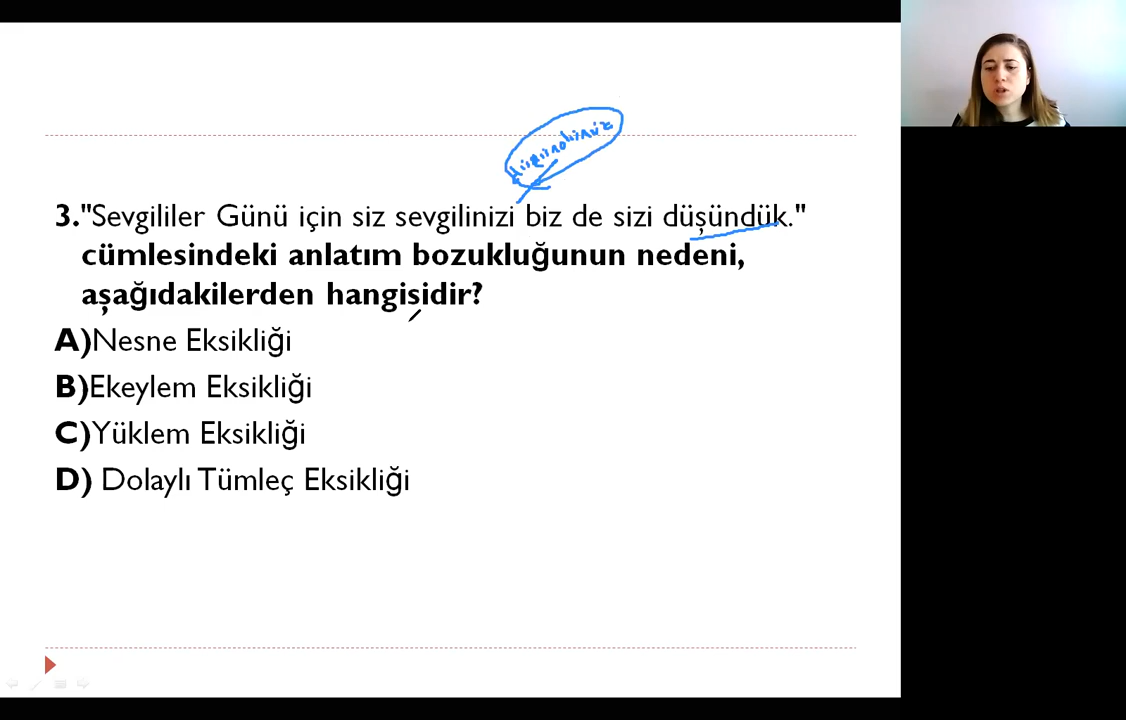 düşündünüz
3."Sevgililer Günü için siz sevgilinizi biz de sizi düşündük."
cümlesindeki anlatım bozukluğunun nedeni,
aşağıdakilerden hangisidir?
A)Nesne Eksikliği
B)Ekeylem Eksikliği
C)Yüklem Eksikliği
D) Dolaylı Tümleç Eksikliği